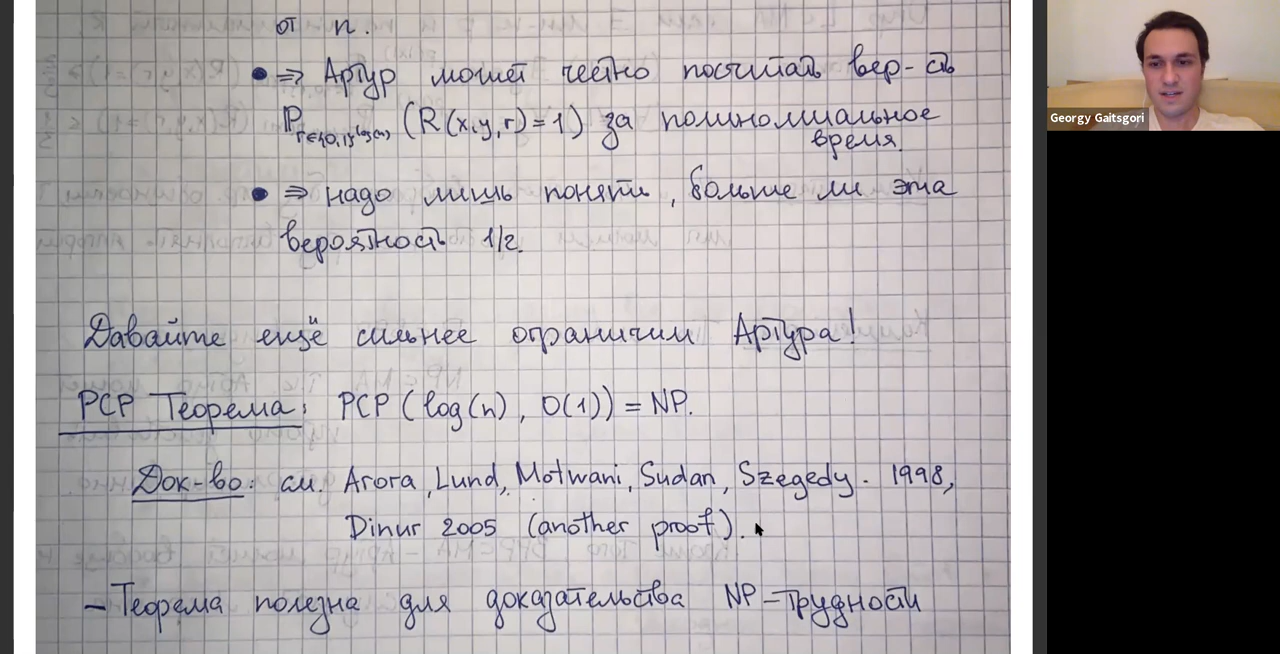 от n.
• ⇒ Артур может честно посчитать вер-сть
P_{r∈{0,1}^{log(n)}} (R(x,y,r)=1) за полиномиальное
время.
• ⇒ надо лишь понять, больше ли эта
вероятность 1/2.
Давайте ещё сильнее ограничим Артура!
PCP Теорема: PCP (log(n), O(1)) = NP.
Док-во: см. Arora, Lund, Motwani, Sudan, Szegedy. 1998,
Dinur 2005 (another proof).
– Теорема полезна для доказательства NP-трудности
Georgy Gaitsgori